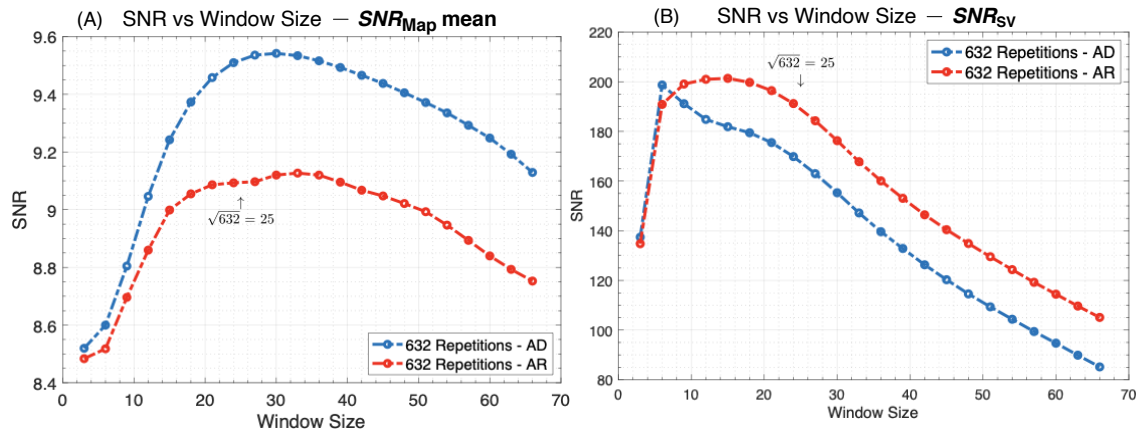 (A) SNR vs Window Size – SNR_Map mean
9.6
9.4
9.2
9
8.8
8.6
8.4
SNR
√632 = 25
↑
632 Repetitions - AD
632 Repetitions - AR
0 10 20 30 40 50 60 70
Window Size
(B) SNR vs Window Size – SNR_SV
220
200
180
160
140
120
100
80
SNR
√632 = 25
↓
632 Repetitions - AD
632 Repetitions - AR
0 10 20 30 40 50 60 70
Window Size